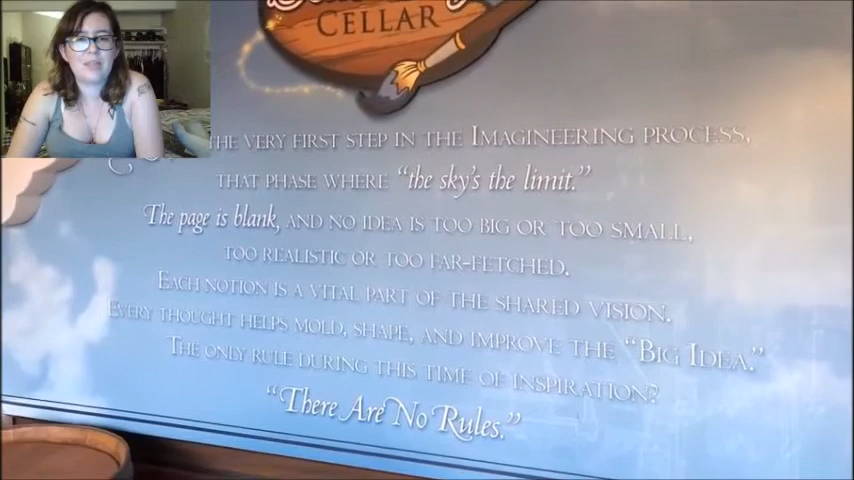 CELLAR
THE VERY FIRST STEP IN THE IMAGINEERING PROCESS,
THAT PHASE WHERE "the sky's the limit."
The page is blank, AND NO IDEA IS TOO BIG OR TOO SMALL,
TOO REALISTIC OR TOO FAR-FETCHED.
EACH NOTION IS A VITAL PART OF THE SHARED VISION.
EVERY THOUGHT HELPS MOLD, SHAPE, AND IMPROVE THE "BIG IDEA."
THE ONLY RULE DURING THIS TIME OF INSPIRATION?
"There Are No Rules."